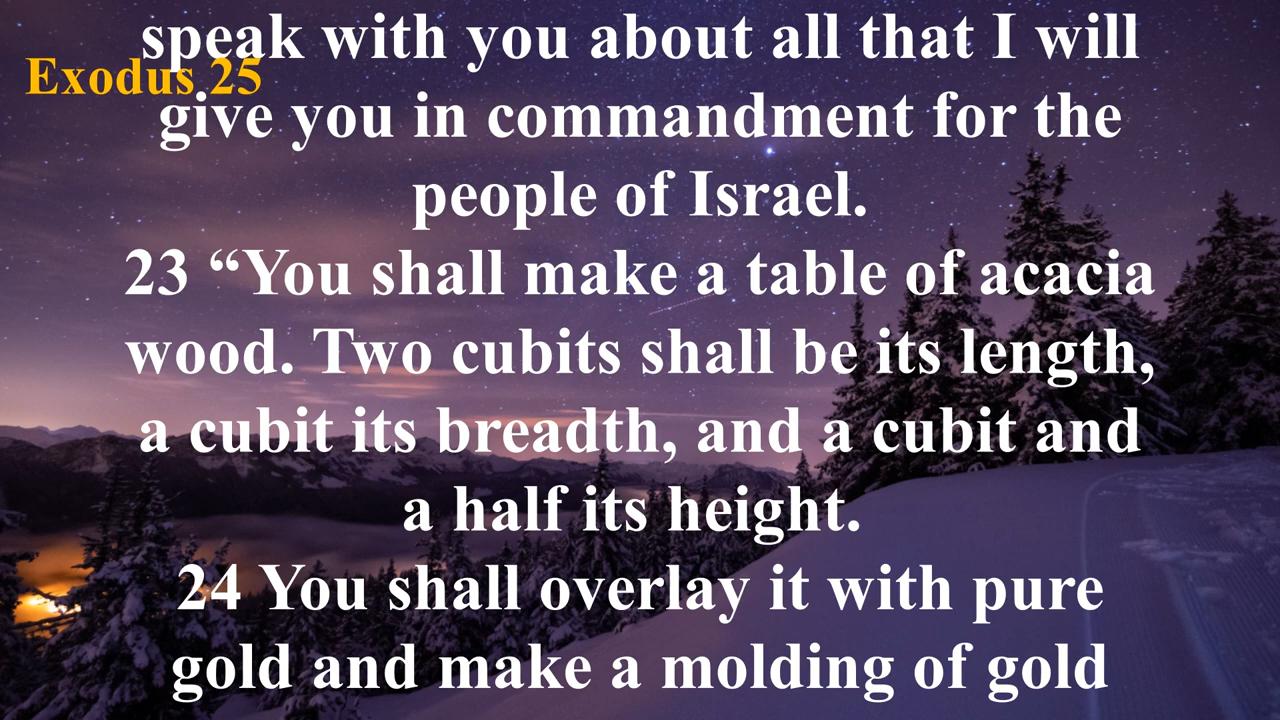 speak with you about all that I will
Exodus 25
give you in commandment for the
people of Israel.
23 “You shall make a table of acacia
wood. Two cubits shall be its length,
a cubit its breadth, and a cubit and
a half its height.
24 You shall overlay it with pure
gold and make a molding of gold